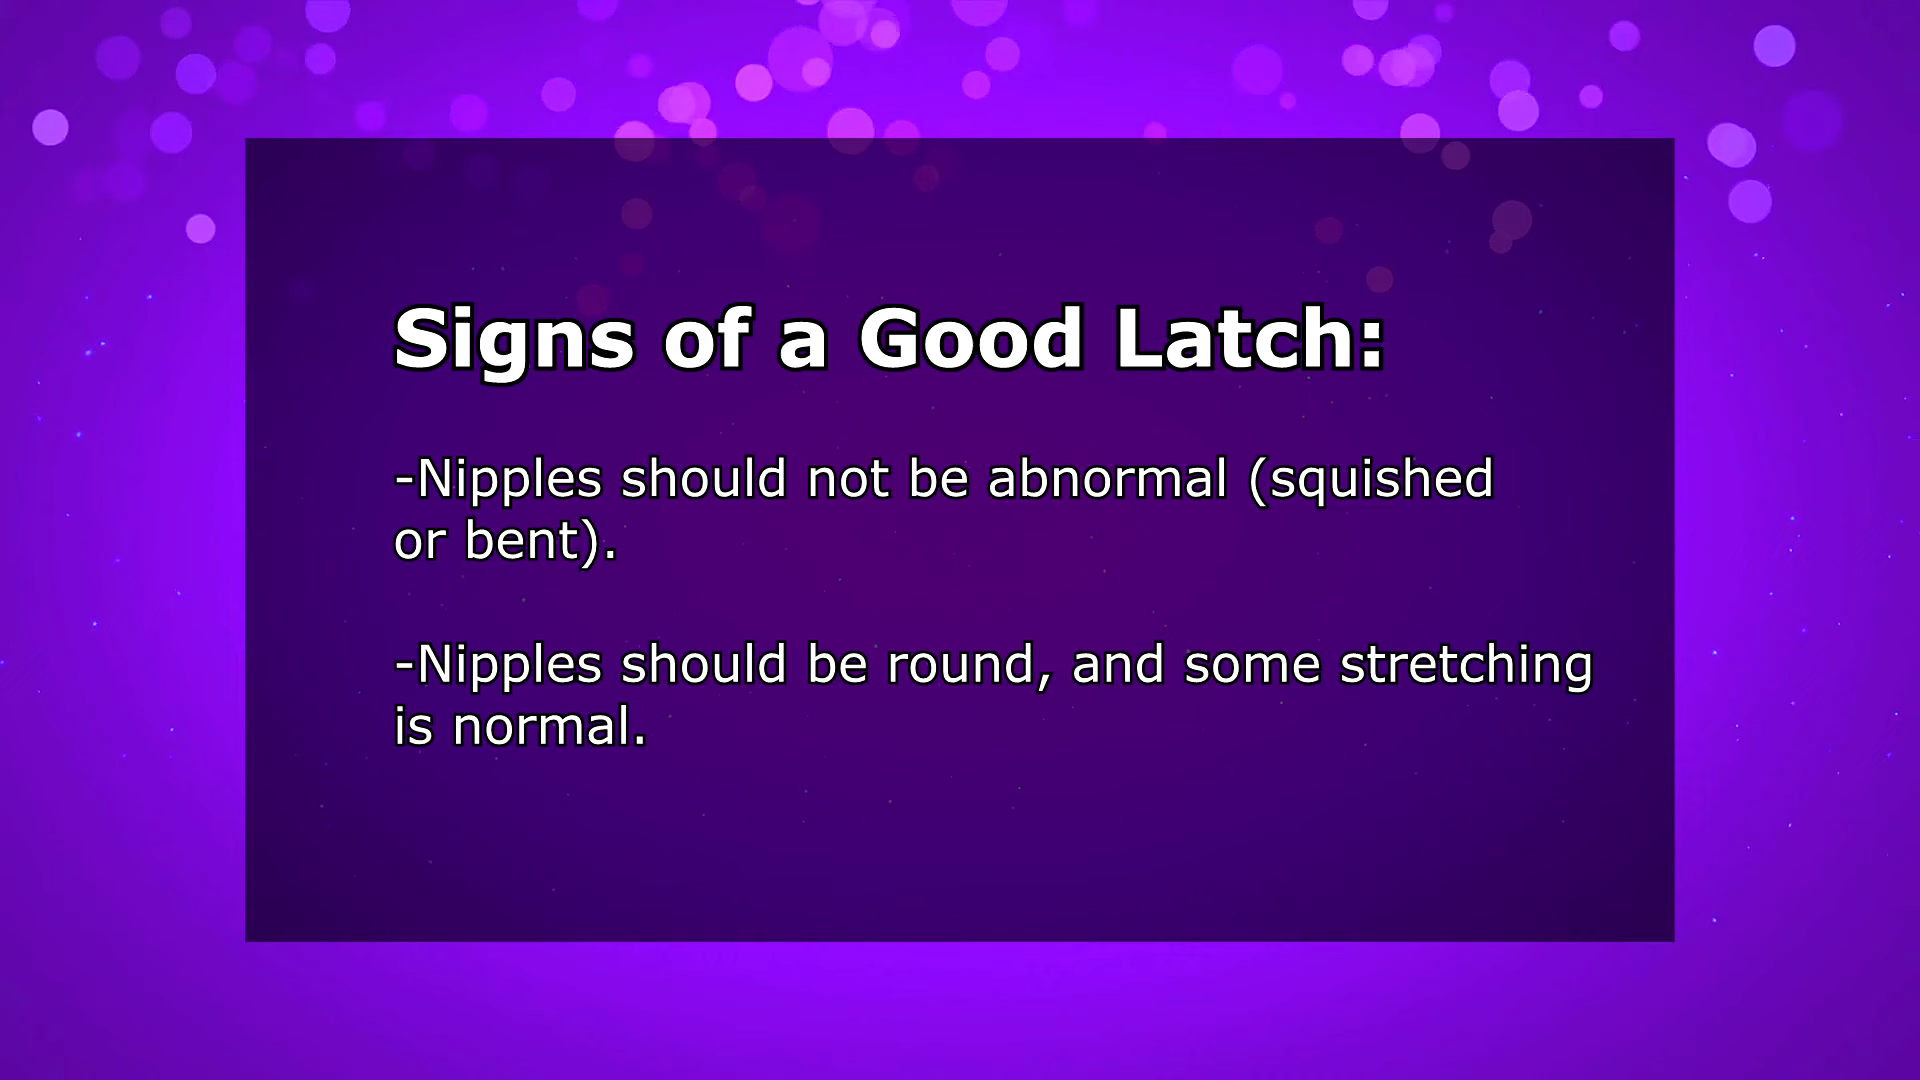 Signs of a Good Latch:
-Nipples should not be abnormal (squished
or bent).
-Nipples should be round, and some stretching
is normal.